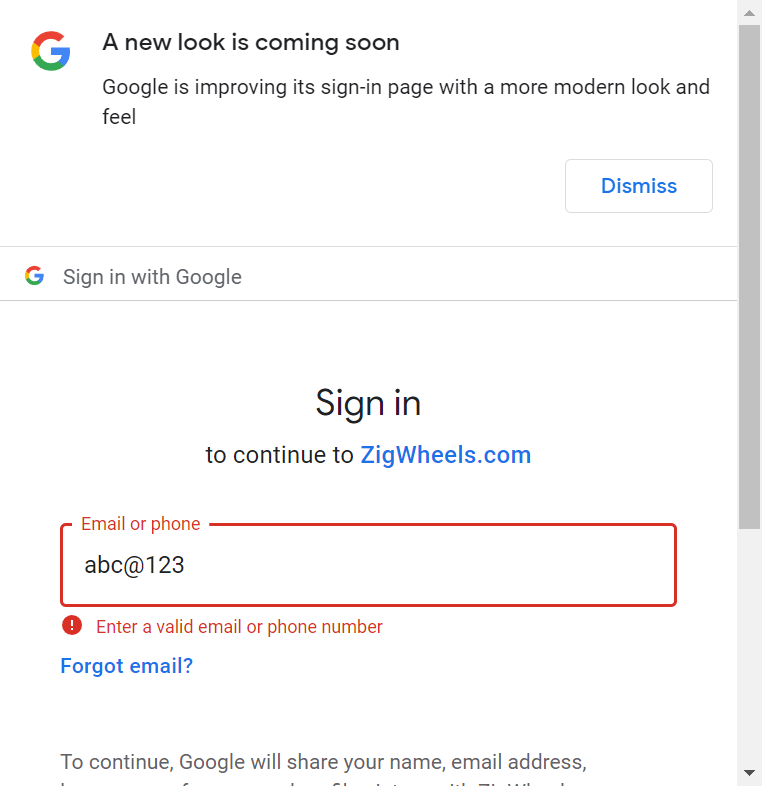 A new look is coming soon
Google is improving its sign-in page with a more modern look and
feel
Dismiss
Sign in with Google
Sign in
to continue to ZigWheels.com
Email or phone
abc@123
Enter a valid email or phone number
Forgot email?
To continue, Google will share your name, email address,